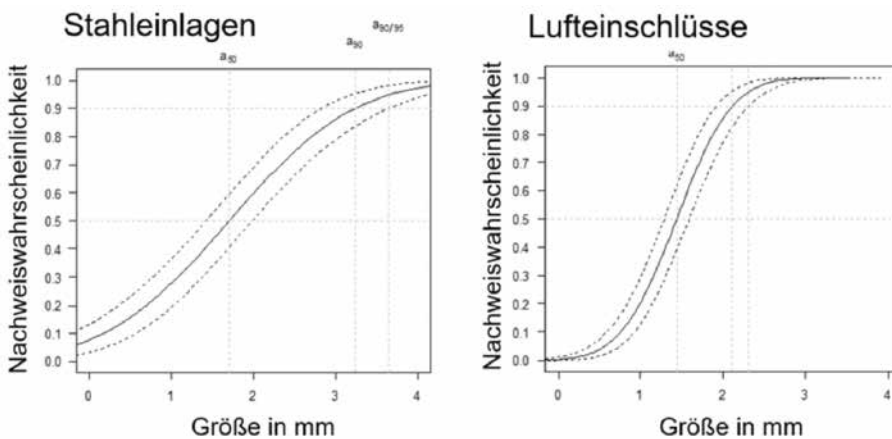 Stahleinlagen
a90/95
a90
a50
Nachweiswahrscheinlichkeit
1.0
0.9
0.8
0.7
0.6
0.5
0.4
0.3
0.2
0.1
0.0
0 1 2 3 4
Größe in mm
Lufteinschlüsse
a50
Nachweiswahrscheinlichkeit
1.0
0.9
0.8
0.7
0.6
0.5
0.4
0.3
0.2
0.1
0.0
0 1 2 3 4
Größe in mm